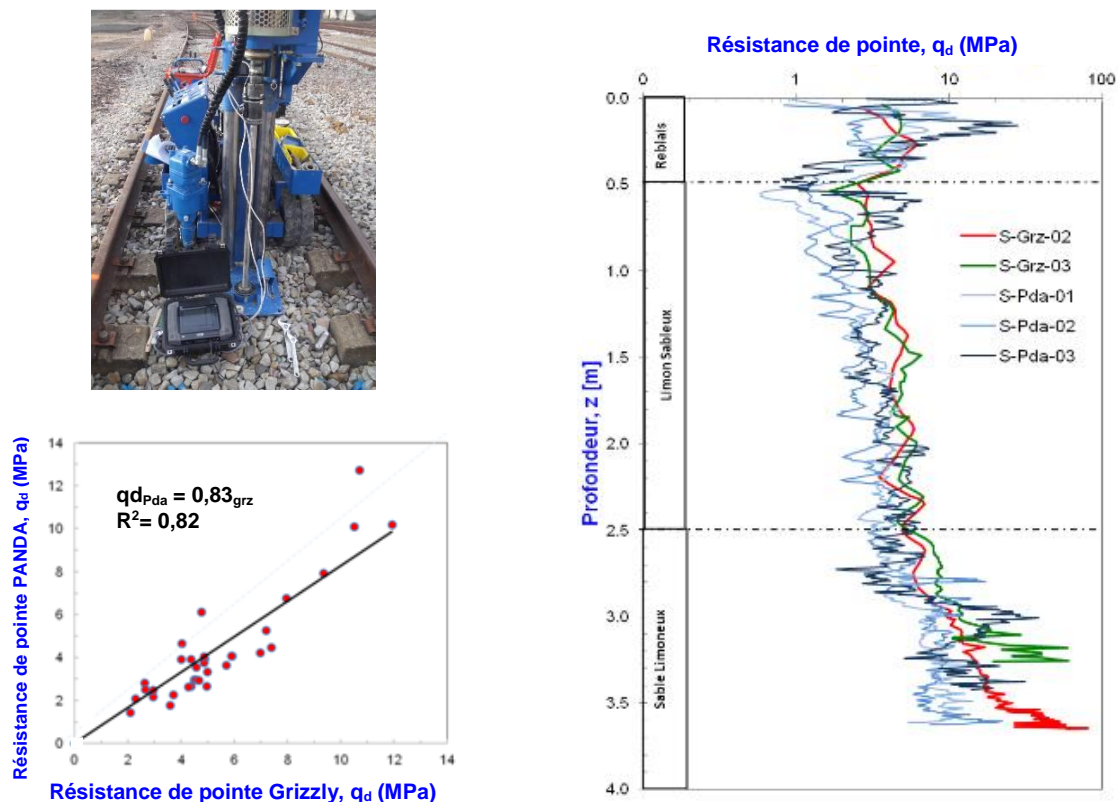 Résistance de pointe, qd (MPa)
0 1 10 100
0.0
0.5
1.0
1.5
2.0
2.5
3.0
3.5
4.0
Profondeur, z [m]
Reblais
Limon Sableux
Sable Limoneux
S-Grz-02
S-Grz-03
S-Pda-01
S-Pda-02
S-Pda-03
Résistance de pointe PANDA, qd (MPa)
14
12
10
8
6
4
2
0
qdPda = 0,83grz
R²= 0,82
0 2 4 6 8 10 12 14
Résistance de pointe Grizzly, qd (MPa)